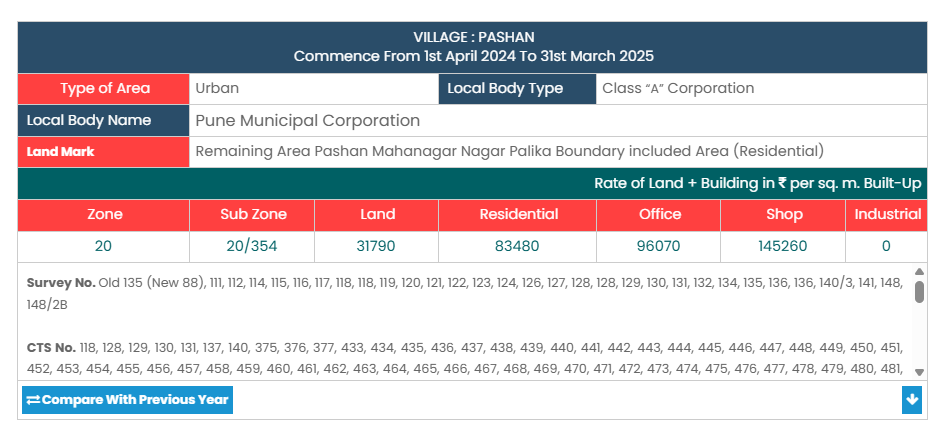 VILLAGE : PASHAN
Commence From 1st April 2024 To 31st March 2025
Type of Area Urban Local Body Type Class “A” Corporation
Local Body Name Pune Municipal Corporation
Land Mark Remaining Area Pashan Mahanagar Nagar Palika Boundary included Area (Residential)
Rate of Land + Building in ₹ per sq. m. Built-Up
Zone Sub Zone Land Residential Office Shop Industrial
20 20/354 31790 83480 96070 145260 0
Survey No. Old 135 (New 88), 111, 112, 114, 115, 116, 117, 118, 118, 119, 120, 121, 122, 123, 124, 126, 127, 128, 128, 129, 130, 131, 132, 134, 135, 136, 136, 140/3, 141, 148,
148/2B
CTS No. 118, 128, 129, 130, 131, 137, 140, 375, 376, 377, 433, 434, 435, 436, 437, 438, 439, 440, 441, 442, 443, 444, 445, 446, 447, 448, 449, 450, 451,
452, 453, 454, 455, 456, 457, 458, 459, 460, 461, 462, 463, 464, 465, 466, 467, 468, 469, 470, 471, 472, 473, 474, 475, 476, 477, 478, 479, 480, 481,
Compare With Previous Year